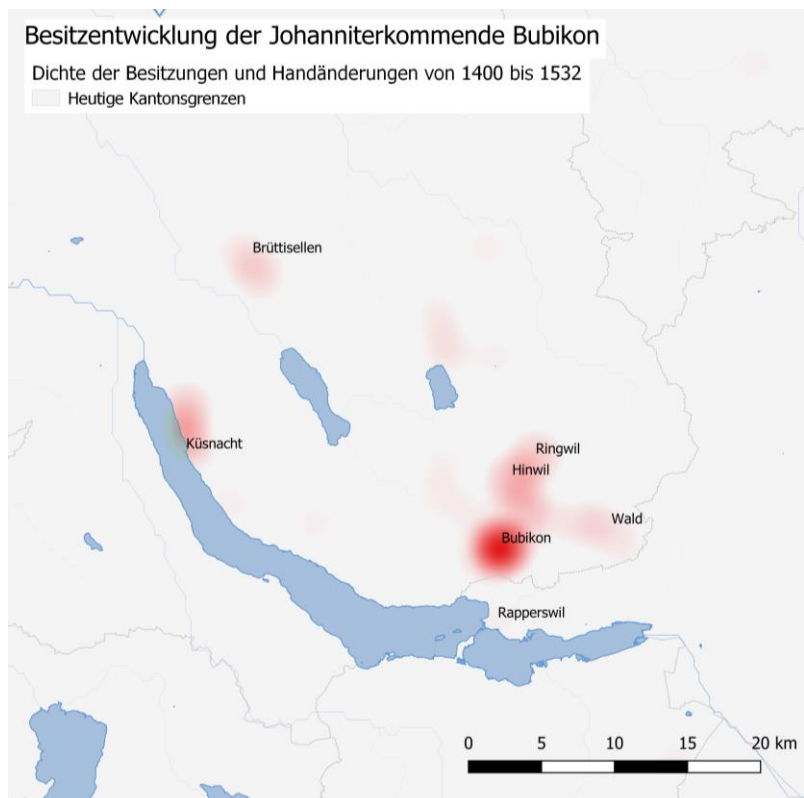 Besitzentwicklung der Johanniterkommende Bubikon
Dichte der Besitzungen und Handänderungen von 1400 bis 1532
Heutige Kantonsgrenzen
Brüttisellen
Küsnacht
Ringwil
Hinwil
Wald
Bubikon
Rapperswil
0 5 10 15 20 km